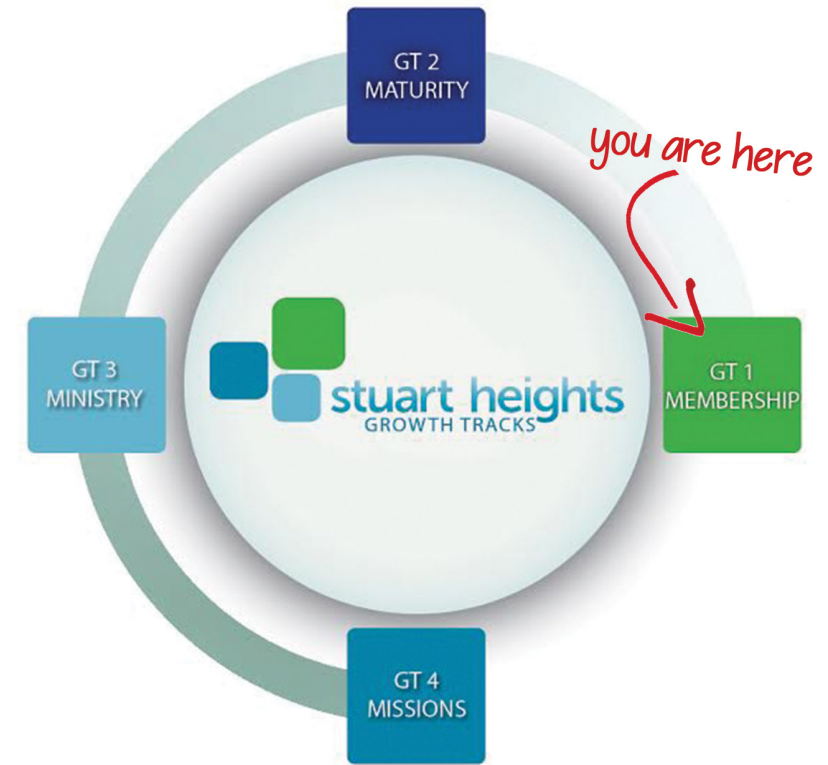 GT 2
MATURITY
you are here
GT 3
MINISTRY
stuart heights
GROWTH TRACKS
GT 1
MEMBERSHIP
GT 4
MISSIONS